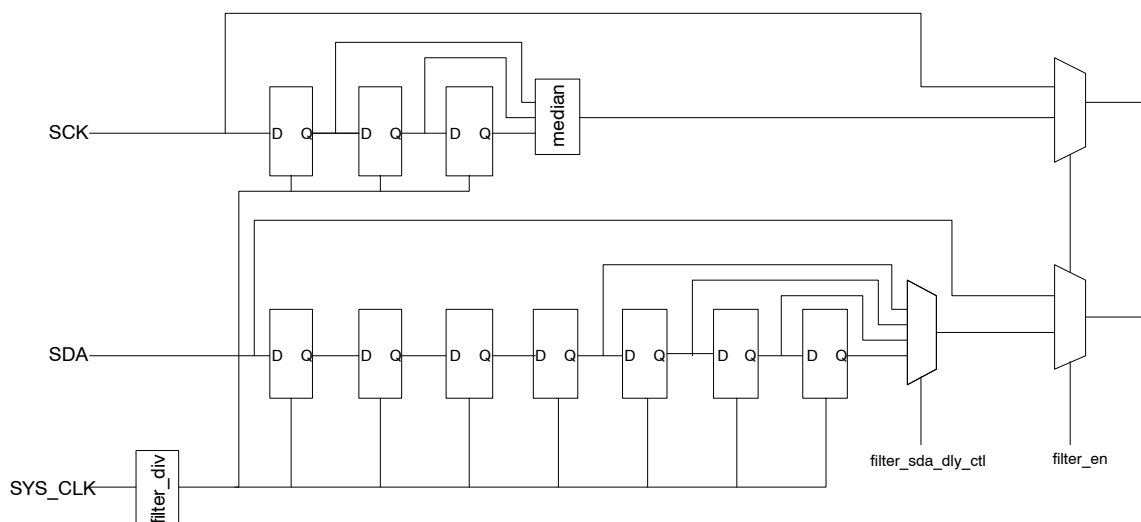 SCK
D Q
D Q
D Q
median
SDA
D Q
D Q
D Q
D Q
D Q
D Q
D Q
filter_sda_dly_ctl
filter_en
SYS_CLK
filter_div